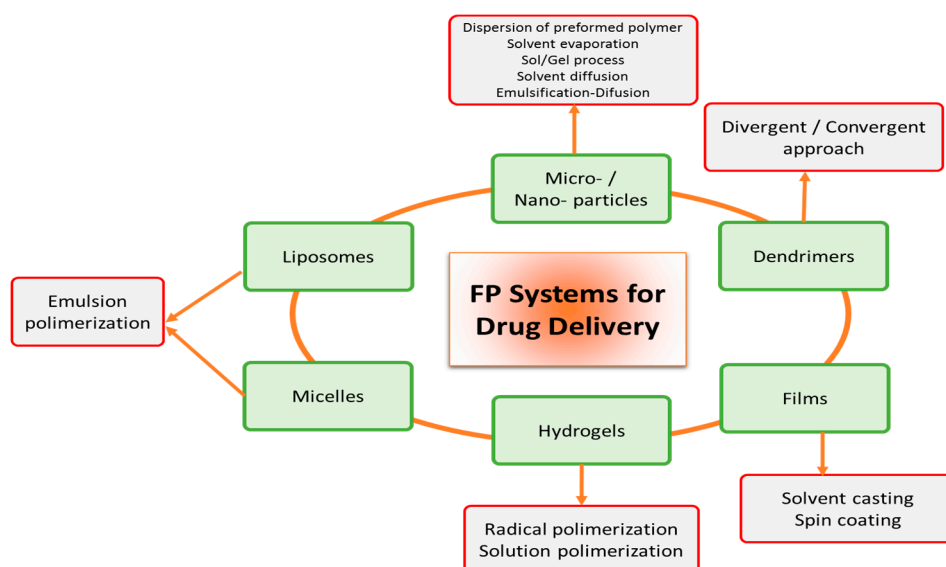 Dispersion of preformed polymer
Solvent evaporation
Sol/Gel process
Solvent diffusion
Emulsification-Difusion
Divergent / Convergent
approach
Micro- /
Nano- particles
Liposomes
Dendrimers
Emulsion
polimerization
FP Systems for
Drug Delivery
Micelles
Films
Hydrogels
Solvent casting
Spin coating
Radical polimerization
Solution polimerization